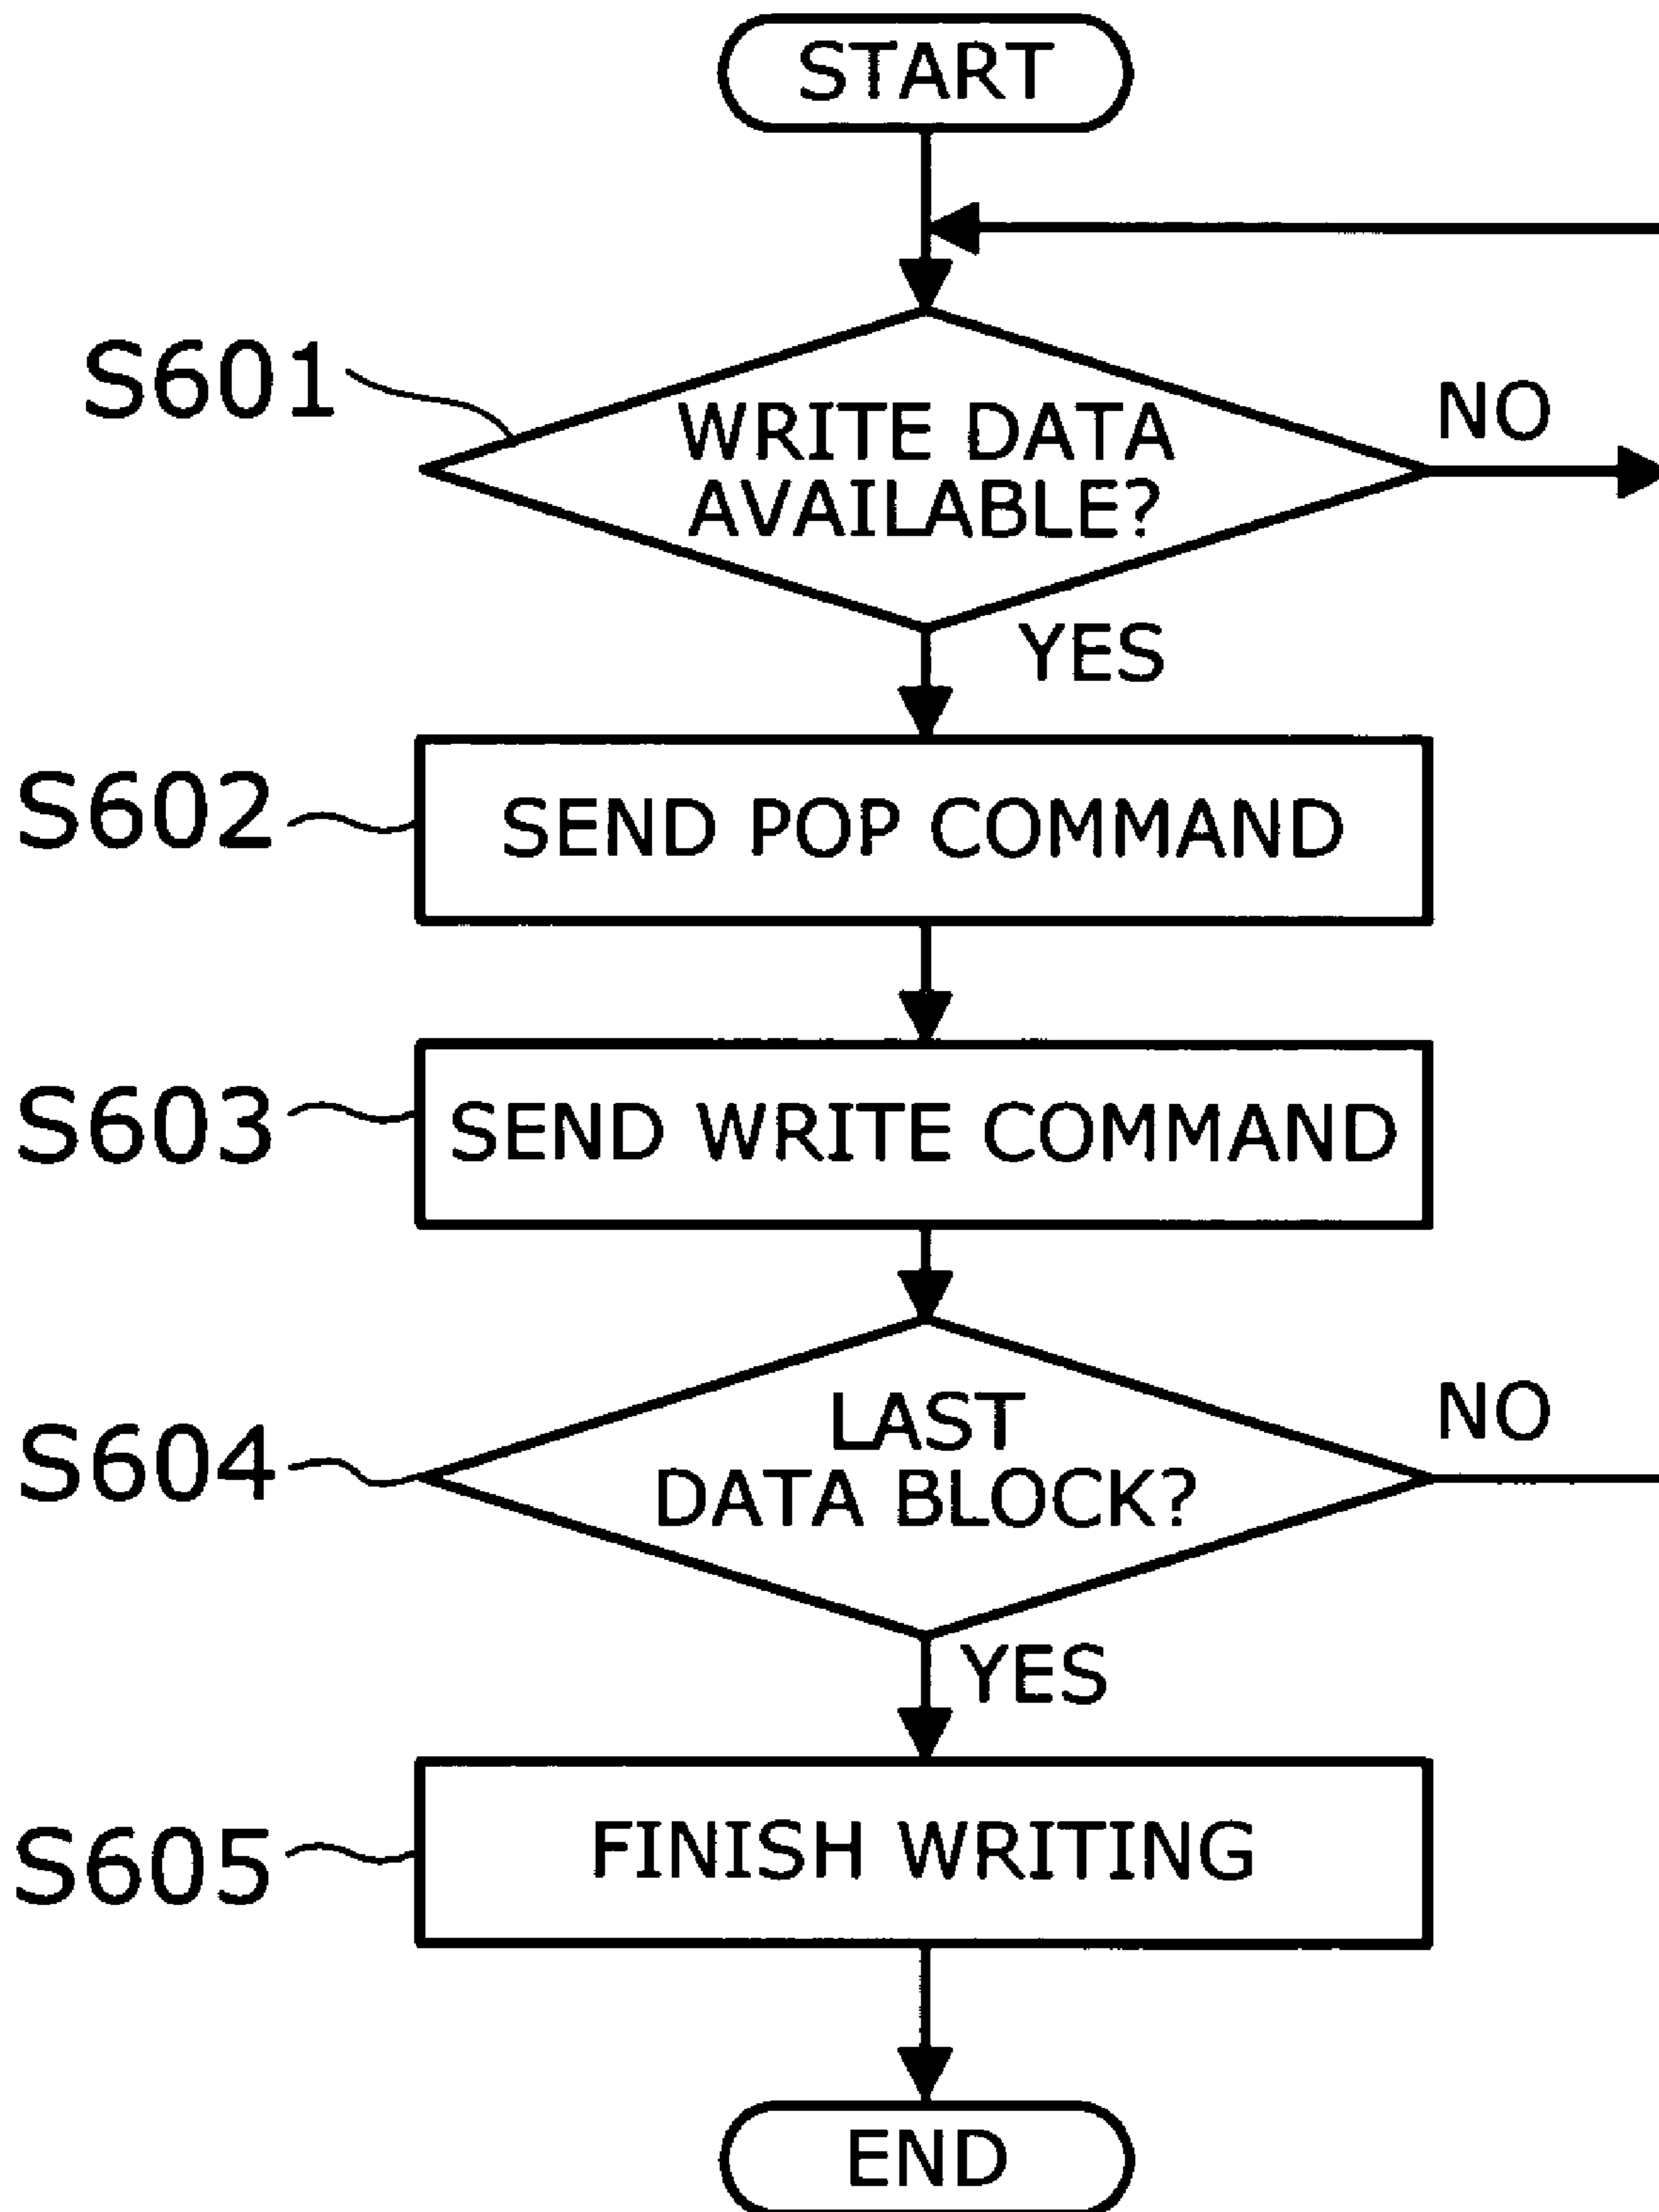 START
S601
WRITE DATA
AVAILABLE?
NO
YES
S602
SEND POP COMMAND
S603
SEND WRITE COMMAND
S604
LAST
DATA BLOCK?
NO
YES
S605
FINISH WRITING
END